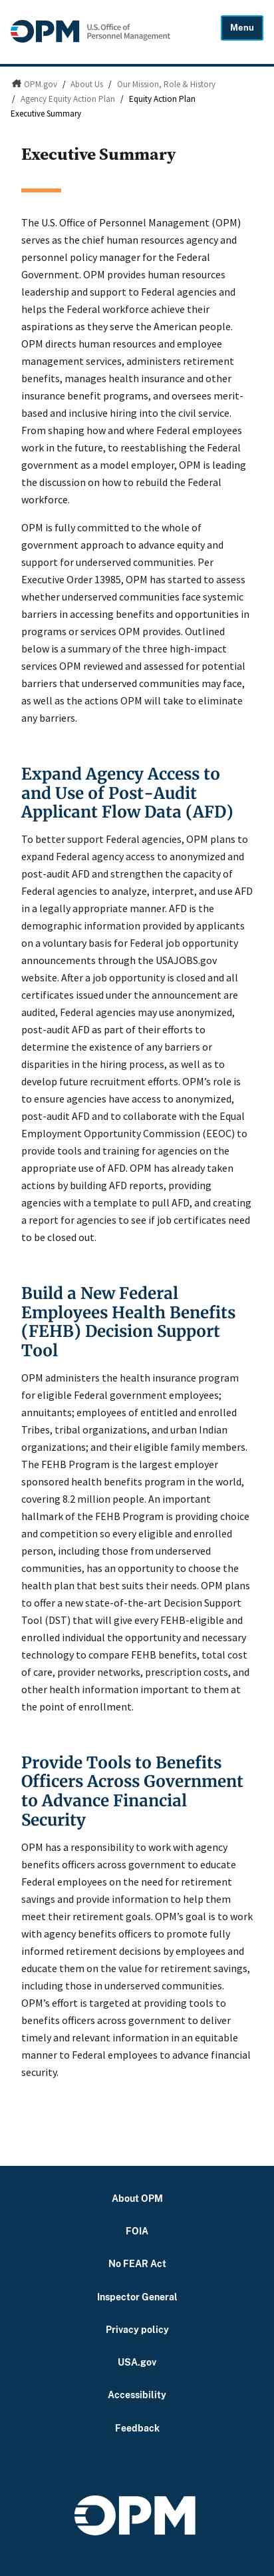 OPM
U.S. Office of
Personnel Management
Menu
OPM.gov / About Us / Our Mission, Role & History
/ Agency Equity Action Plan / Equity Action Plan
Executive Summary
Executive Summary
The U.S. Office of Personnel Management (OPM)
serves as the chief human resources agency and
personnel policy manager for the Federal
Government. OPM provides human resources
leadership and support to Federal agencies and
helps the Federal workforce achieve their
aspirations as they serve the American people.
OPM directs human resources and employee
management services, administers retirement
benefits, manages health insurance and other
insurance benefit programs, and oversees merit-
based and inclusive hiring into the civil service.
From shaping how and where Federal employees
work in the future, to reestablishing the Federal
government as a model employer, OPM is leading
the discussion on how to rebuild the Federal
workforce.
OPM is fully committed to the whole of
government approach to advance equity and
support for underserved communities. Per
Executive Order 13985, OPM has started to assess
whether underserved communities face systemic
barriers in accessing benefits and opportunities in
programs or services OPM provides. Outlined
below is a summary of the three high-impact
services OPM reviewed and assessed for potential
barriers that underserved communities may face,
as well as the actions OPM will take to eliminate
any barriers.
Expand Agency Access to
and Use of Post-Audit
Applicant Flow Data (AFD)
To better support Federal agencies, OPM plans to
expand Federal agency access to anonymized and
post-audit AFD and strengthen the capacity of
Federal agencies to analyze, interpret, and use AFD
in a legally appropriate manner. AFD is the
demographic information provided by applicants
on a voluntary basis for Federal job opportunity
announcements through the USAJOBS.gov
website. After a job opportunity is closed and all
certificates issued under the announcement are
audited, Federal agencies may use anonymized,
post-audit AFD as part of their efforts to
determine the existence of any barriers or
disparities in the hiring process, as well as to
develop future recruitment efforts. OPM's role is
to ensure agencies have access to anonymized,
post-audit AFD and to collaborate with the Equal
Employment Opportunity Commission (EEOC) to
provide tools and training for agencies on the
appropriate use of AFD. OPM has already taken
actions by building AFD reports, providing
agencies with a template to pull AFD, and creating
a report for agencies to see if job certificates need
to be closed out.
Build a New Federal
Employees Health Benefits
(FEHB) Decision Support
Tool
OPM administers the health insurance program
for eligible Federal government employees;
annuitants; employees of entitled and enrolled
Tribes, tribal organizations, and urban Indian
organizations; and their eligible family members.
The FEHB Program is the largest employer
sponsored health benefits program in the world,
covering 8.2 million people. An important
hallmark of the FEHB Program is providing choice
and competition so every eligible and enrolled
person, including those from underserved
communities, has an opportunity to choose the
health plan that best suits their needs. OPM plans
to offer a new state-of-the-art Decision Support
Tool (DST) that will give every FEHB-eligible and
enrolled individual the opportunity and necessary
technology to compare FEHB benefits, total cost
of care, provider networks, prescription costs, and
other health information important to them at
the point of enrollment.
Provide Tools to Benefits
Officers Across Government
to Advance Financial
Security
OPM has a responsibility to work with agency
benefits officers across government to educate
Federal employees on the need for retirement
savings and provide information to help them
meet their retirement goals. OPM's goal is to work
with agency benefits officers to promote fully
informed retirement decisions by employees and
educate them on the value for retirement savings,
including those in underserved communities.
OPM's effort is targeted at providing tools to
benefits officers across government to deliver
timely and relevant information in an equitable
manner to Federal employees to advance financial
security.
About OPM
FOIA
No FEAR Act
Inspector General
Privacy policy
USA.gov
Accessibility
Feedback
OPM